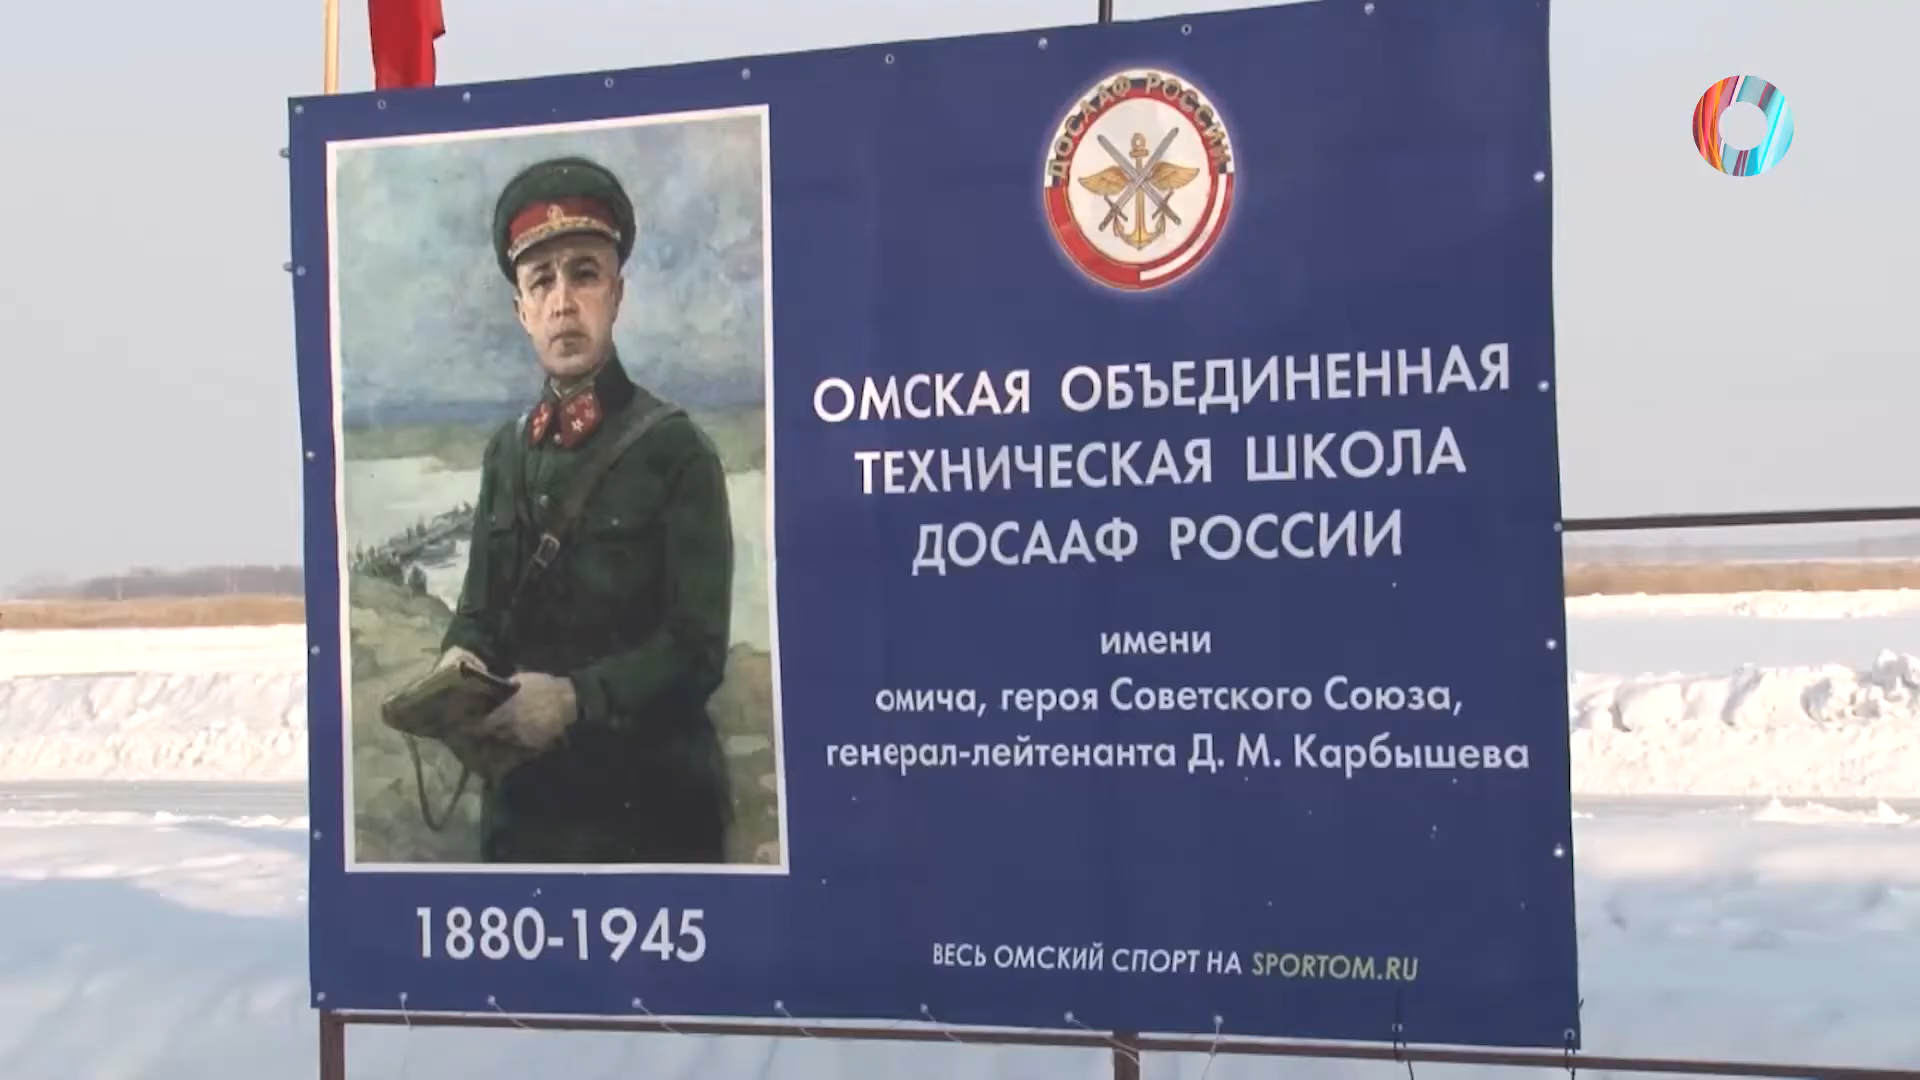 ДОСААФ РОССИИ
ОМСКАЯ ОБЪЕДИНЕННАЯ
ТЕХНИЧЕСКАЯ ШКОЛА
ДОСААФ РОССИИ
имени
омича, героя Советского Союза,
генерал-лейтенанта Д. М. Карбышева
1880-1945
ВЕСЬ ОМСКИЙ СПОРТ НА SPORTOM.RU